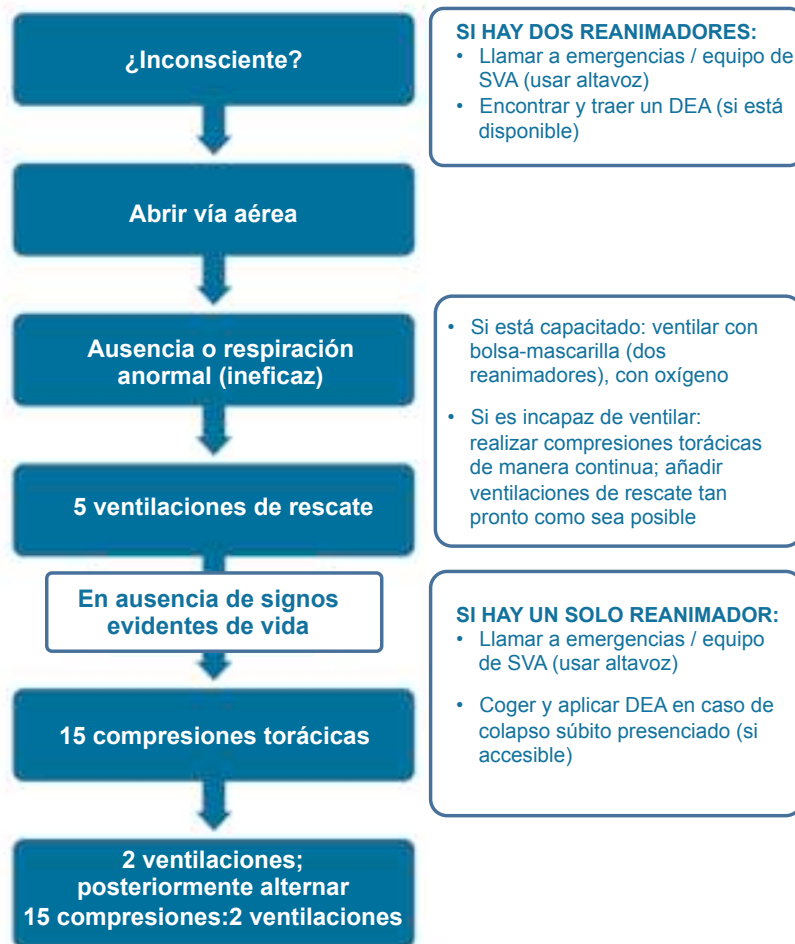 ¿Inconsciente?
SI HAY DOS REANIMADORES:
• Llamar a emergencias / equipo de
SVA (usar altavoz)
• Encontrar y traer un DEA (si está
disponible)
Abrir vía aérea
Ausencia o respiración
anormal (ineficaz)
• Si está capacitado: ventilar con
bolsa-mascarilla (dos
reanimadores), con oxígeno
• Si es incapaz de ventilar:
realizar compresiones torácicas
de manera continua; añadir
ventilaciones de rescate tan
pronto como sea posible
5 ventilaciones de rescate
En ausencia de signos
evidentes de vida
SI HAY UN SOLO REANIMADOR:
• Llamar a emergencias / equipo
de SVA (usar altavoz)
• Coger y aplicar DEA en caso de
colapso súbito presenciado (si
accesible)
15 compresiones torácicas
2 ventilaciones;
posteriormente alternar
15 compresiones:2 ventilaciones